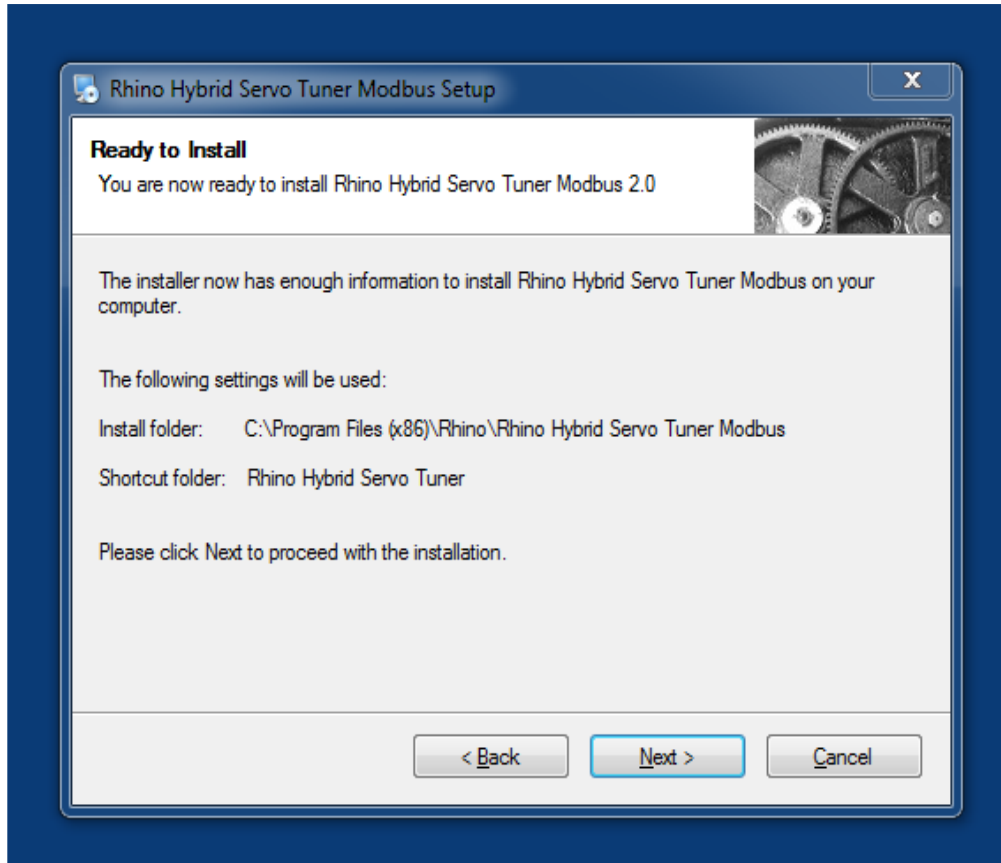 Rhino Hybrid Servo Tuner Modbus Setup
X
Ready to Install
You are now ready to install Rhino Hybrid Servo Tuner Modbus 2.0
The installer now has enough information to install Rhino Hybrid Servo Tuner Modbus on your
computer.
The following settings will be used:
Install folder: C:\Program Files (x86)\Rhino\Rhino Hybrid Servo Tuner Modbus
Shortcut folder: Rhino Hybrid Servo Tuner
Please click Next to proceed with the installation.
< Back Next > Cancel